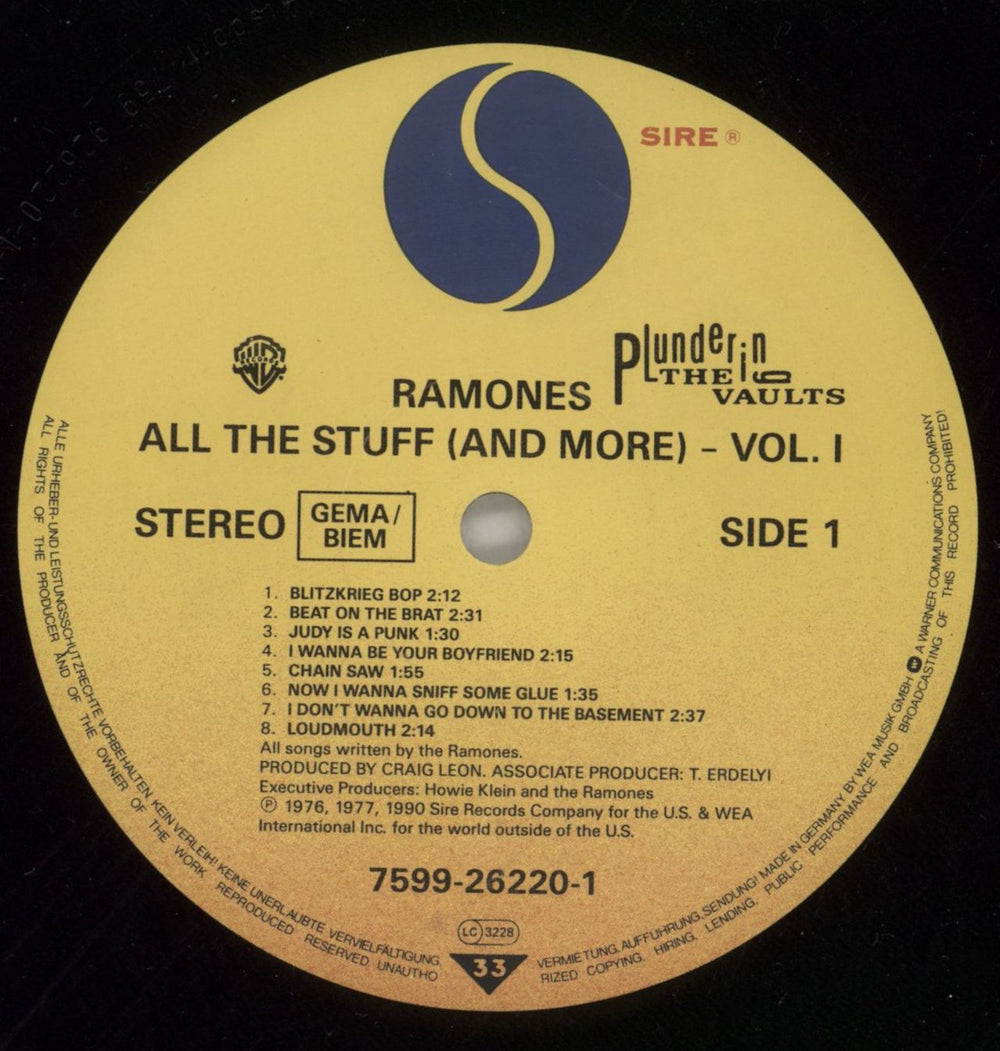 SIRE ®
Plundering
THE
VAULTS
RAMONES
ALL THE STUFF (AND MORE) – VOL. I
STEREO
GEMA/
BIEM
SIDE 1
1. BLITZKRIEG BOP 2:12
2. BEAT ON THE BRAT 2:31
3. JUDY IS A PUNK 1:30
4. I WANNA BE YOUR BOYFRIEND 2:15
5. CHAIN SAW 1:55
6. NOW I WANNA SNIFF SOME GLUE 1:35
7. I DON'T WANNA GO DOWN TO THE BASEMENT 2:37
8. LOUDMOUTH 2:14
All songs written by the Ramones.
PRODUCED BY CRAIG LEON. ASSOCIATE PRODUCER: T. ERDELYI
Executive Producers: Howie Klein and the Ramones
℗ 1976, 1977, 1990 Sire Records Company for the U.S. & WEA
International Inc. for the world outside of the U.S.
7599-26220-1
LC 3228
33
ALLE URHEBER- UND LEISTUNGSSCHUTZRECHTE VORBEHALTEN. KEIN VERLEIH! KEINE UNERLAUBTE VERVIELFÄLTIGUNG, VERMIETUNG, AUFFÜHRUNG, SENDUNG! MADE IN GERMANY BY WEA MUSIK GMBH A WARNER COMMUNICATIONS COMPANY
ALL RIGHTS OF THE PRODUCER AND OF THE OWNER OF THE WORK REPRODUCED RESERVED UNAUTHORIZED COPYING, HIRING, LENDING, PUBLIC PERFORMANCE AND BROADCASTING OF THIS RECORD PROHIBITED!